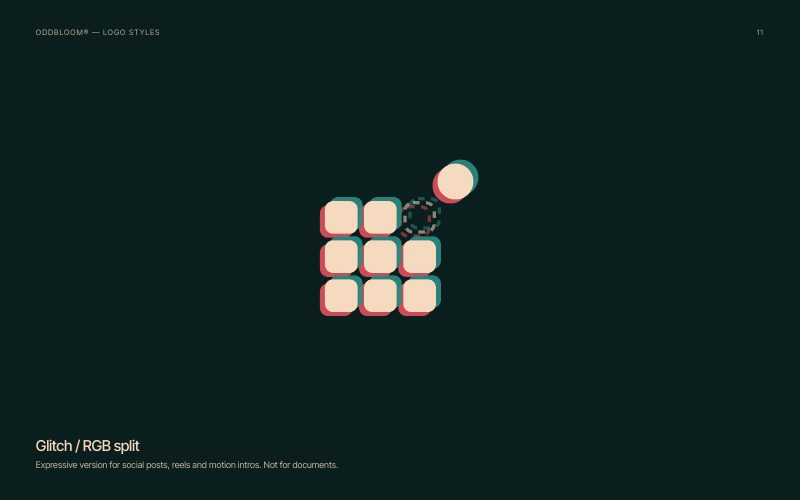 ODDBLOOM® — LOGO STYLES
11
Glitch / RGB split
Expressive version for social posts, reels and motion intros. Not for documents.